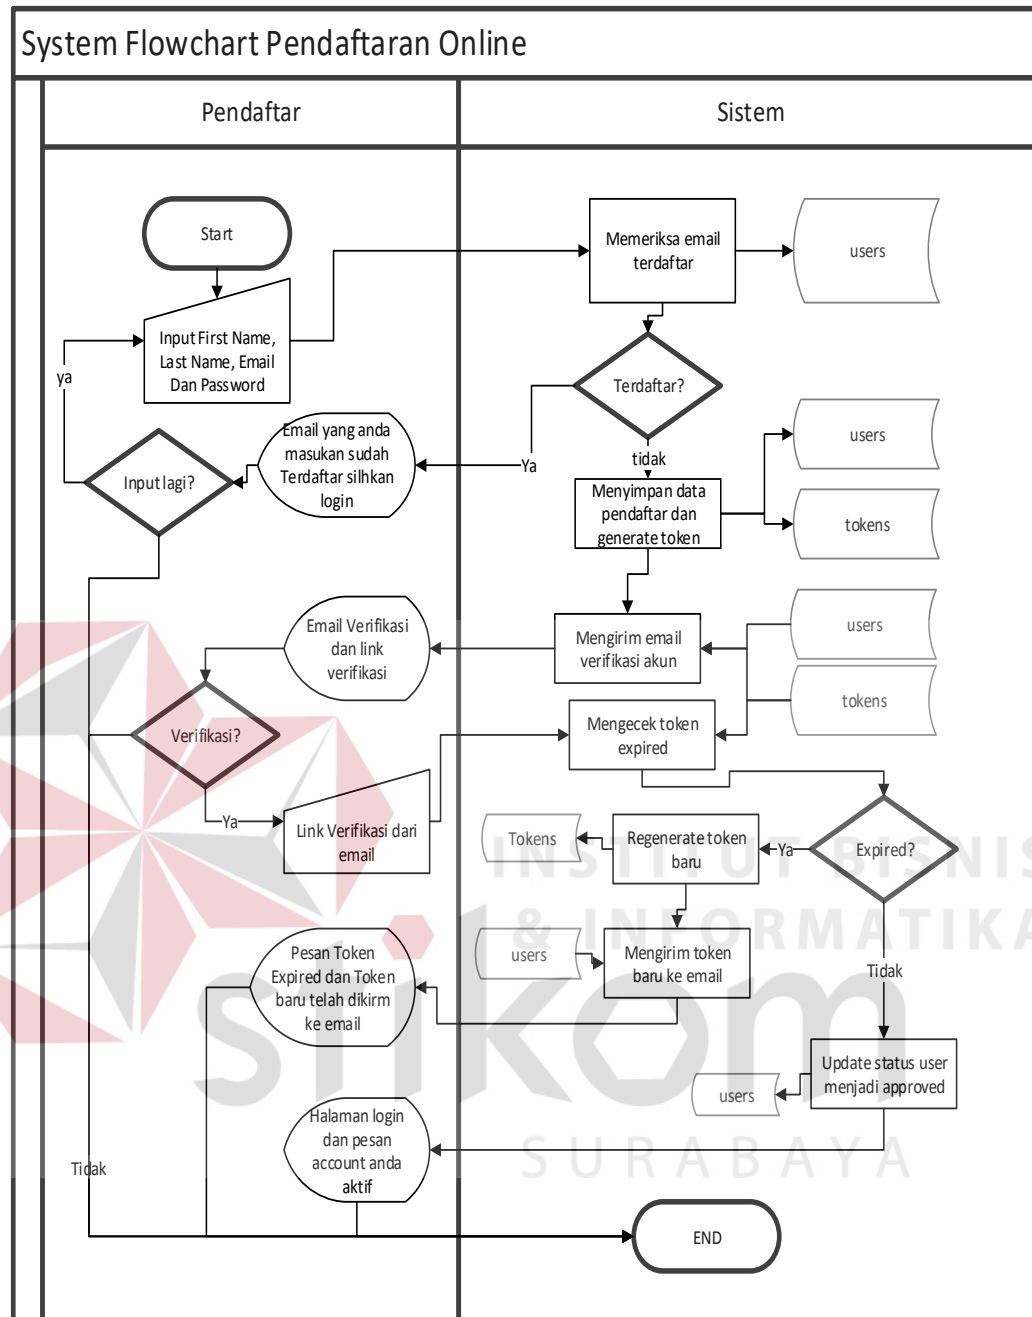 System Flowchart Pendaftaran Online
Pendaftar
Sistem
Start
Memeriksa email
terdaftar
users
Input First Name,
Last Name, Email
Dan Password
ya
Terdaftar?
Email yang anda
masukan sudah
Terdaftar silhkan
login
Ya
tidak
users
Input lagi?
Menyimpan data
pendaftar dan
generate token
tokens
Email Verifikasi
dan link
verifikasi
Mengirim email
verifikasi akun
users
tokens
Verifikasi?
Mengecek token
expired
Ya
Link Verifikasi dari
email
Tokens
Regenerate token
baru
Ya
Expired?
INSTITUT BISNIS
& INFORMATIKA
users
Mengirim token
baru ke email
Pesan Token
Expired dan Token
baru telah dikirm
ke email
Tidak
stikom
Update status user
menjadi approved
users
Halaman login
dan pesan
account anda
aktif
SURABAYA
Tidak
END